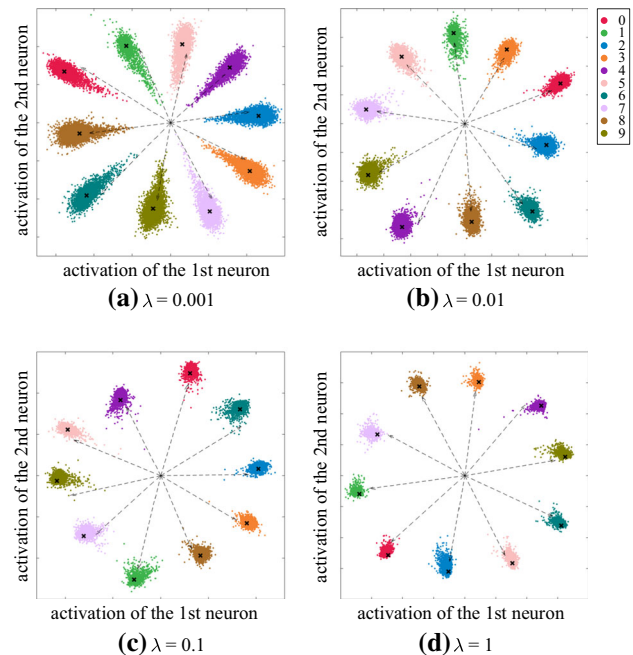 activation of the 2nd neuron
activation of the 1st neuron
(a) λ = 0.001
activation of the 2nd neuron
activation of the 1st neuron
(b) λ = 0.01
0
1
2
3
4
5
6
7
8
9
activation of the 2nd neuron
activation of the 1st neuron
(c) λ = 0.1
activation of the 2nd neuron
activation of the 1st neuron
(d) λ = 1